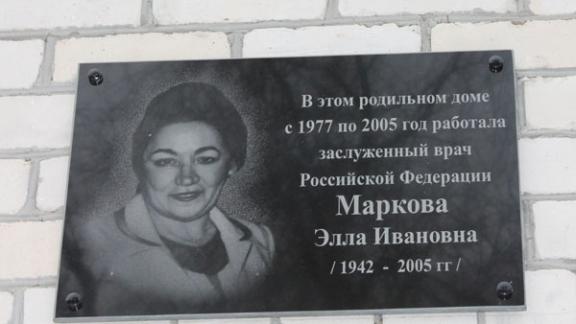 В этом родильном доме
с 1977 по 2005 год работала
заслуженный врач
Российской Федерации
Маркова
Элла Ивановна
/ 1942 - 2005 гг /